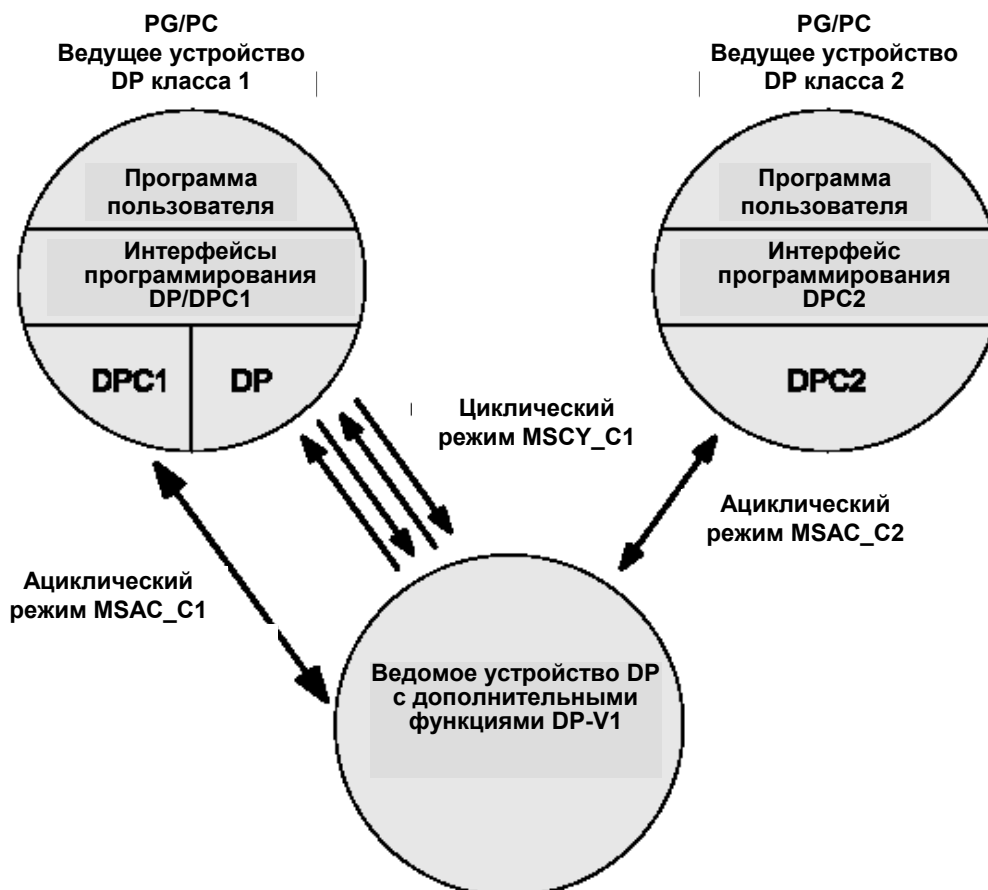 PG/PC
Ведущее устройство
DP класса 1
PG/PC
Ведущее устройство
DP класса 2
Программа
пользователя
Интерфейсы
программирования
DP/DPC1
DPC1
DP
Программа
пользователя
Интерфейс
программирования
DPC2
DPC2
Циклический
режим MSCY_C1
Ациклический
режим MSAC_C2
Ациклический
режим MSAC_C1
Ведомое устройство DP
с дополнительными
функциями DP-V1